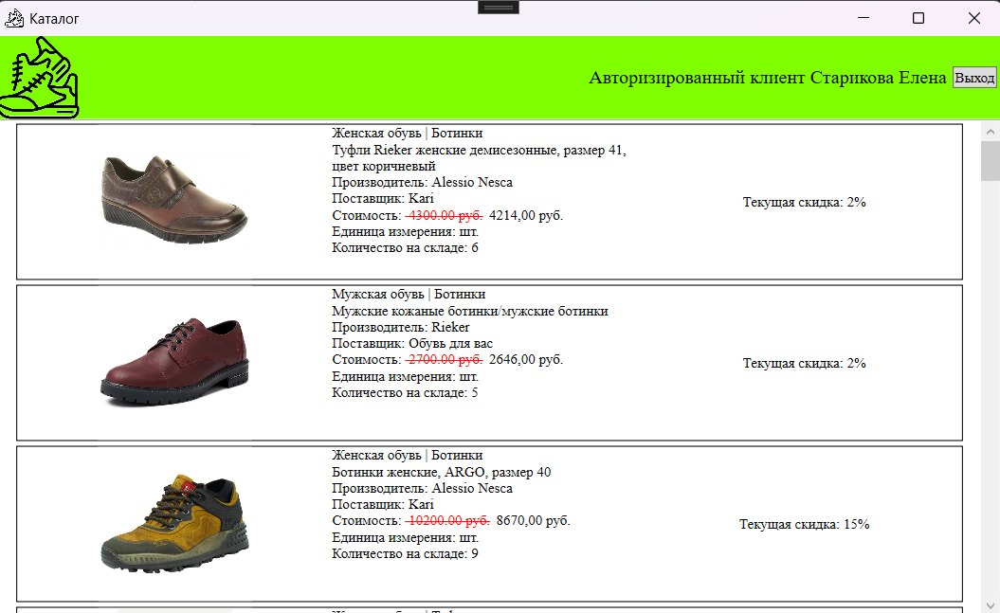 Каталог
Авторизированный клиент Старикова Елена Выход
Женская обувь | Ботинки
Туфли Rieker женские демисезонные, размер 41,
цвет коричневый
Производитель: Alessio Nesca
Поставщик: Kari
Стоимость: 4300.00 руб. 4214,00 руб.
Единица измерения: шт.
Количество на складе: 6
Текущая скидка: 2%
Мужская обувь | Ботинки
Мужские кожаные ботинки/мужские ботинки
Производитель: Rieker
Поставщик: Обувь для вас
Стоимость: 2700.00 руб. 2646,00 руб.
Единица измерения: шт.
Количество на складе: 5
Текущая скидка: 2%
Женская обувь | Ботинки
Ботинки женские, ARGO, размер 40
Производитель: Alessio Nesca
Поставщик: Kari
Стоимость: 10200.00 руб. 8670,00 руб.
Единица измерения: шт.
Количество на складе: 9
Текущая скидка: 15%